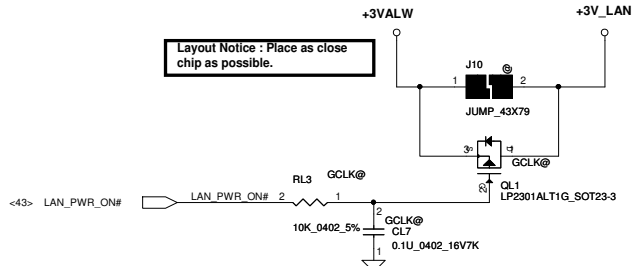 +3VALW
+3V_LAN
Layout Notice : Place as close
chip as possible.
J10
@
1
2
JUMP_43X79
3
1
GCLK@
QL1
LP2301ALT1G_SOT23-3
2
<43>
LAN_PWR_ON#
LAN_PWR_ON#
2
RL3
1
GCLK@
10K_0402_5%
2
GCLK@
CL7
1
0.1U_0402_16V7K